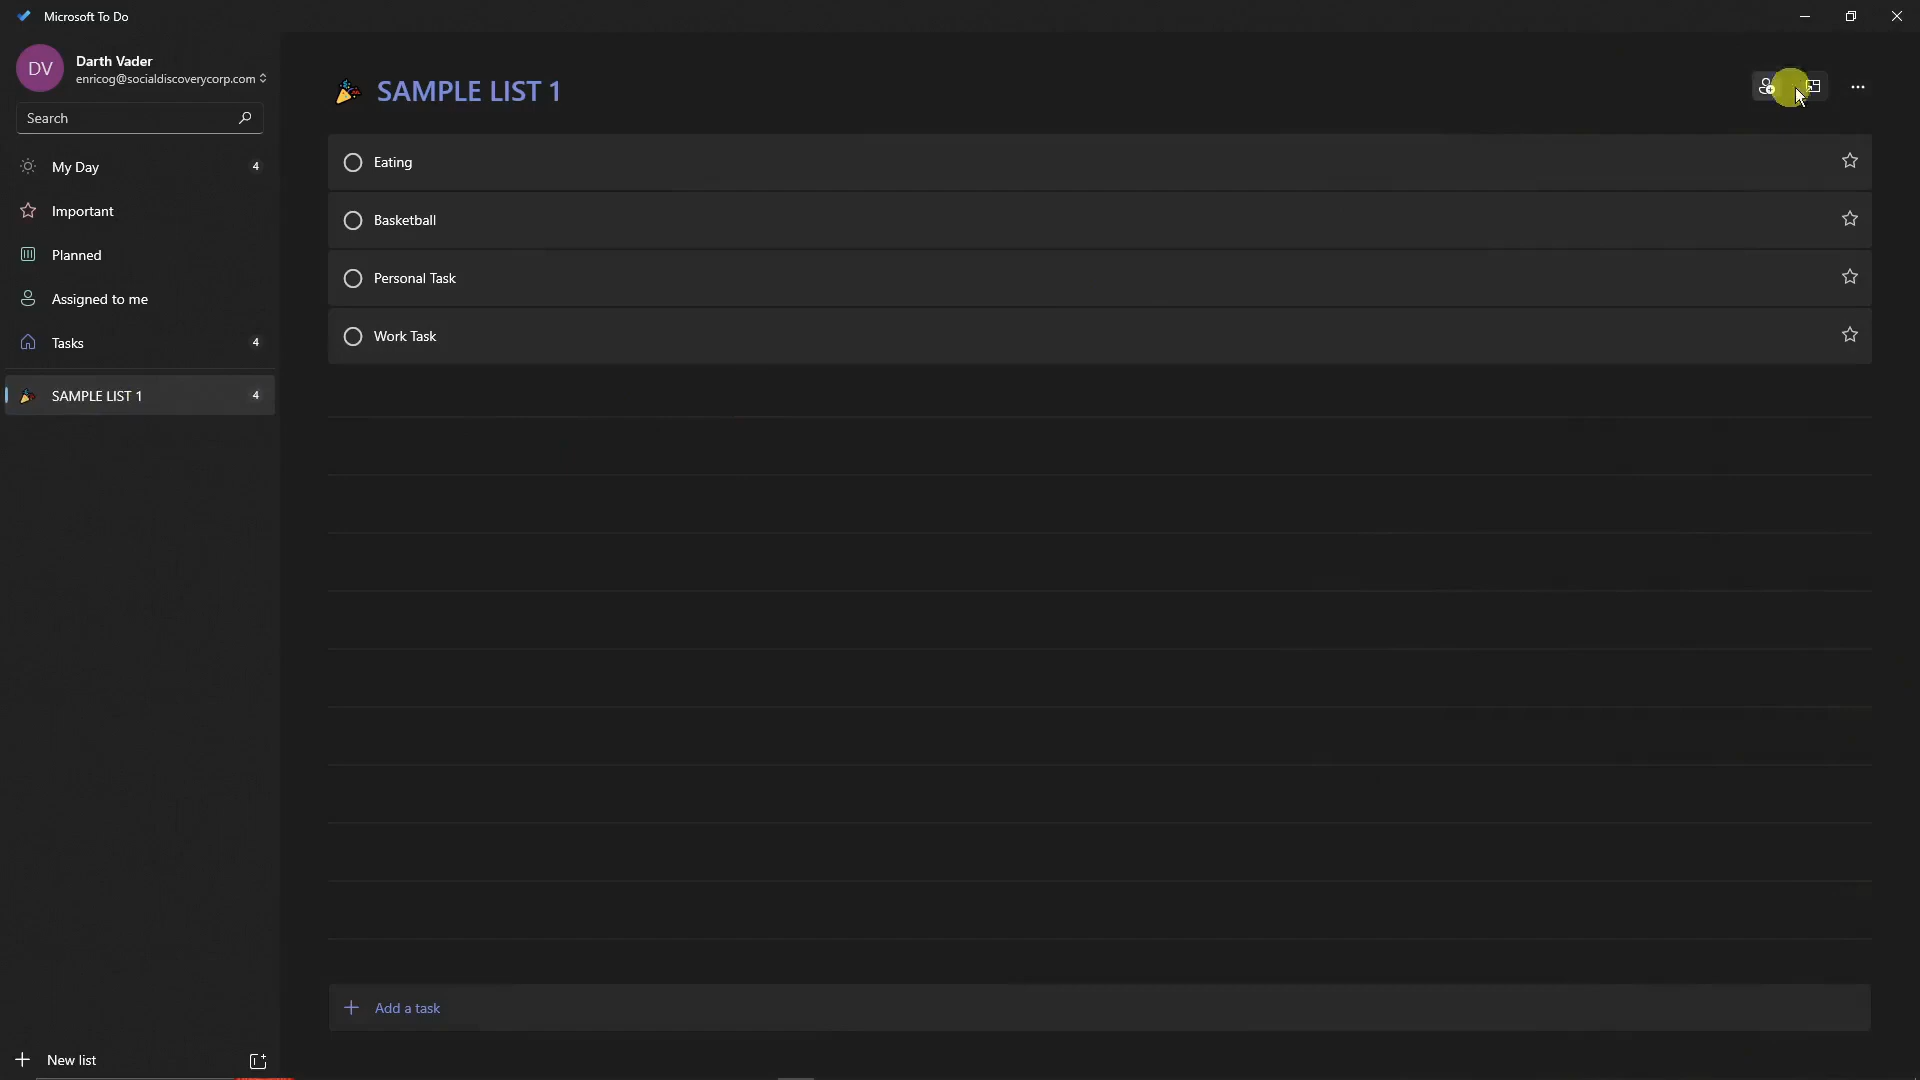 Microsoft To Do
DV
Darth Vader
enricog@socialdiscoverycorp.com
Search
My Day 4
Important
Planned
Assigned to me
Tasks 4
SAMPLE LIST 1 4
New list
SAMPLE LIST 1
Eating
Basketball
Personal Task
Work Task
Add a task